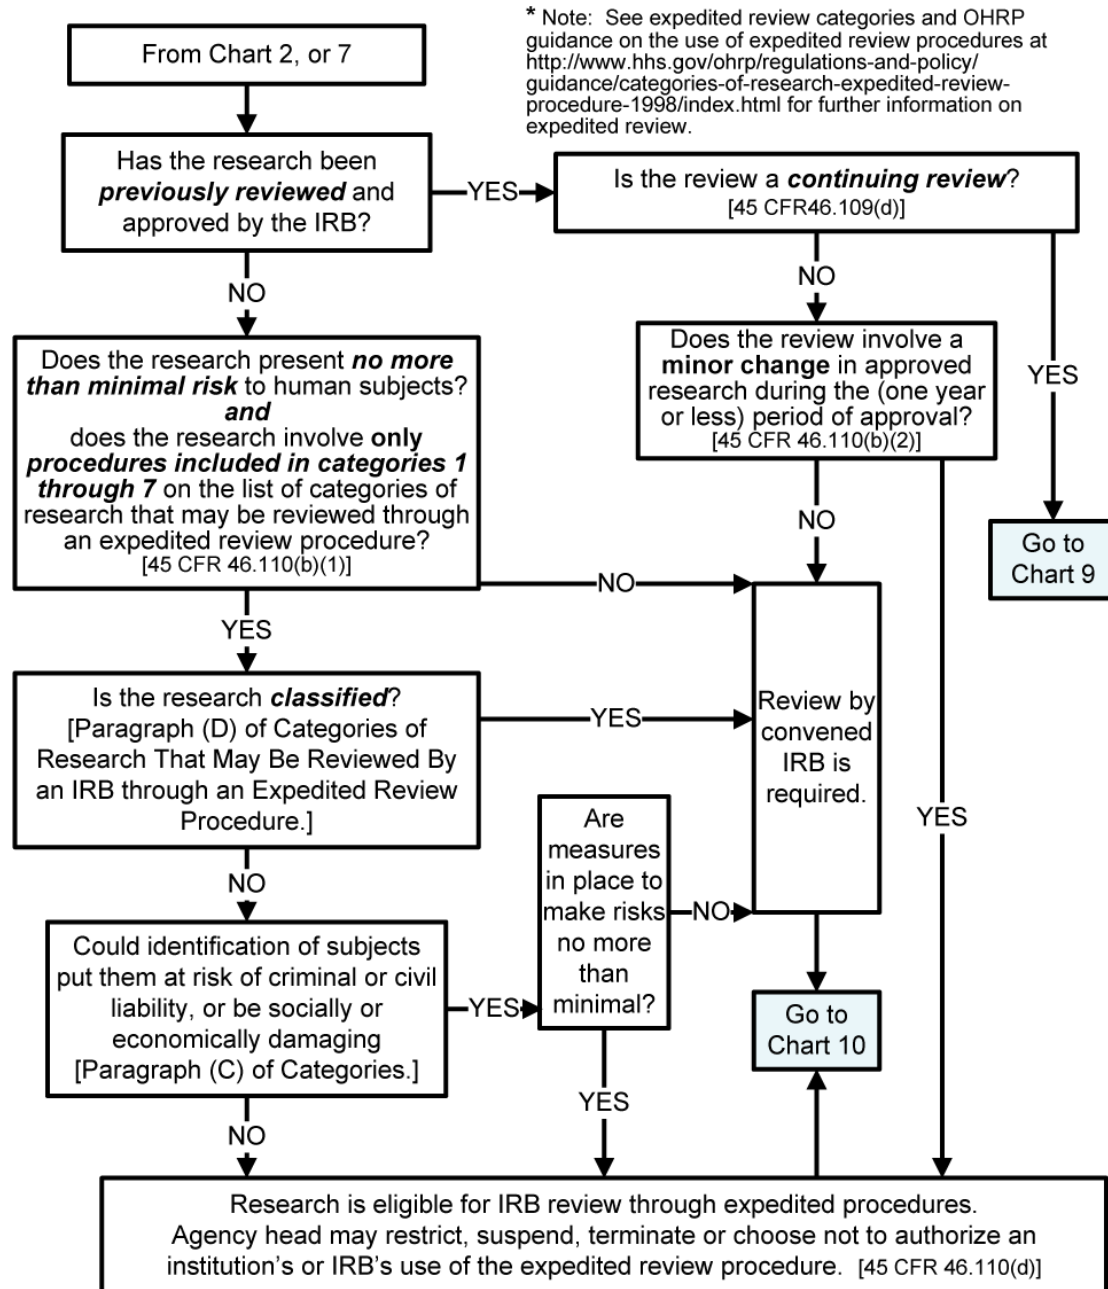 * Note: See expedited review categories and OHRP
guidance on the use of expedited review procedures at
http://www.hhs.gov/ohrp/regulations-and-policy/
guidance/categories-of-research-expedited-review-
procedure-1998/index.html for further information on
expedited review.
From Chart 2, or 7
Has the research been
previously reviewed and
approved by the IRB?
YES
Is the review a continuing review?
[45 CFR46.109(d)]
NO
NO
YES
Does the research present no more
than minimal risk to human subjects?
and
does the research involve only
procedures included in categories 1
through 7 on the list of categories of
research that may be reviewed through
an expedited review procedure?
[45 CFR 46.110(b)(1)]
Does the review involve a
minor change in approved
research during the (one year
or less) period of approval?
[45 CFR 46.110(b)(2)]
NO
Go to
Chart 9
NO
YES
Is the research classified?
[Paragraph (D) of Categories of
Research That May Be Reviewed By
an IRB through an Expedited Review
Procedure.]
YES
Review by
convened
IRB is
required.
YES
NO
Are
measures
in place to
make risks
no more
than
minimal?
NO
Could identification of subjects
put them at risk of criminal or civil
liability, or be socially or
economically damaging
[Paragraph (C) of Categories.]
YES
Go to
Chart 10
YES
NO
Research is eligible for IRB review through expedited procedures.
Agency head may restrict, suspend, terminate or choose not to authorize an
institution's or IRB's use of the expedited review procedure. [45 CFR 46.110(d)]